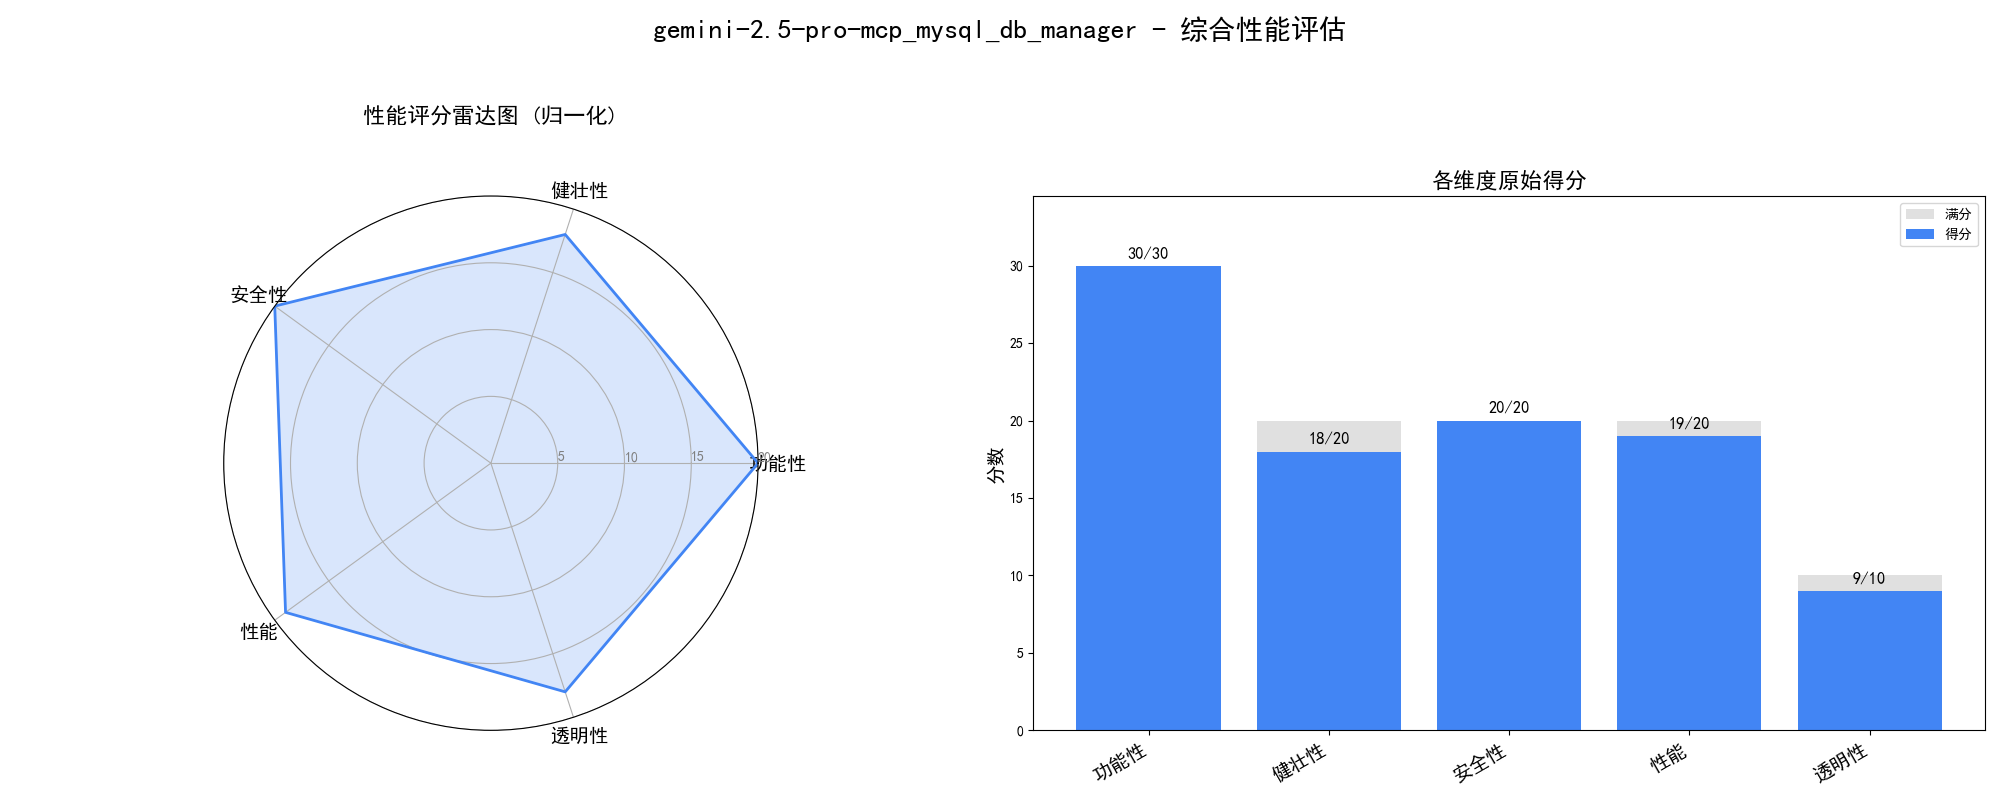 gemini-2.5-pro-mcp_mysql_db_manager - 综合性能评估
性能评分雷达图 (归一化)
健壮性
安全性
功能性
性能
透明性
5
10
15
20
各维度原始得分
满分
得分
分数
30
25
20
15
10
5
0
30/30
18/20
20/20
19/20
9/10
功能性
健壮性
安全性
性能
透明性